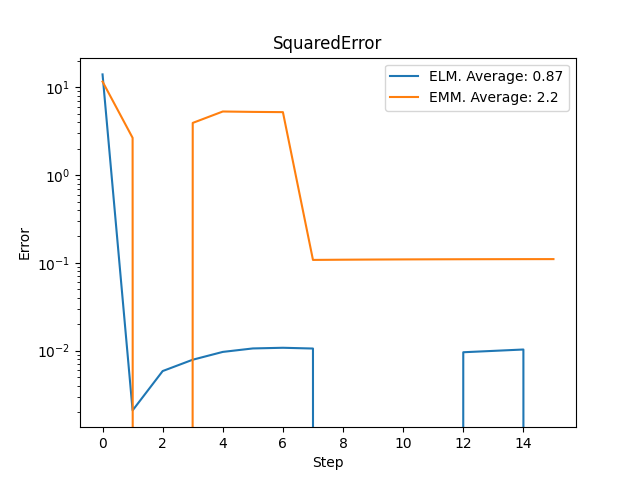 SquaredError
ELM. Average: 0.87
EMM. Average: 2.2
Error
10¹
10⁰
10⁻¹
10⁻²
0 2 4 6 8 10 12 14
Step